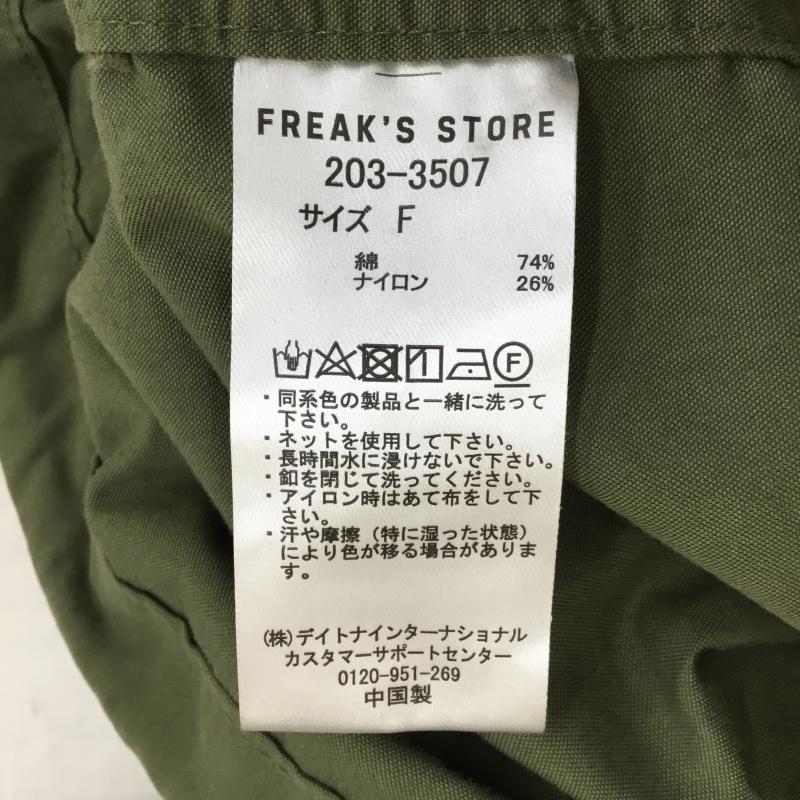 FREAK'S STORE
203-3507
サイズ F
綿 74%
ナイロン 26%
F
・同系色の製品と一緒に洗って
下さい。
・ネットを使用して下さい。
・長時間水に浸けないで下さい。
・釦を閉じて洗ってください。
・アイロン時はあて布をして下
さい。
・汗や摩擦（特に湿った状態）
により色が移る場合がありま
す。
(株)デイトナインターナショナル
カスタマーサポートセンター
0120-951-269
中国製